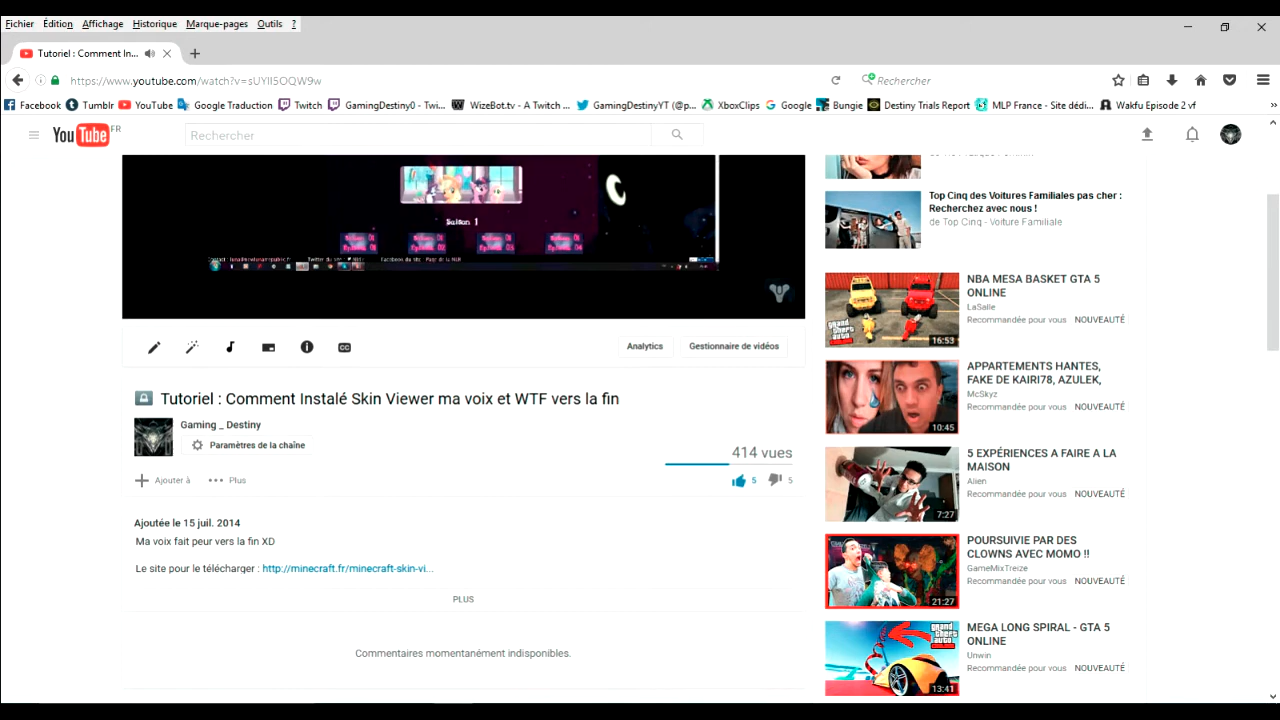 Fichier Édition Affichage Historique Marque-pages Outils ?
Tutoriel : Comment In...
https://www.youtube.com/watch?v=sUYII5OQW9w
Rechercher
Facebook Tumblr YouTube Google Traduction Twitch GamingDestiny0 - Twi... WizeBot.tv - A Twitch ... GamingDestinyYT (@p... XboxClips Google Bungie Destiny Trials Report MLP France - Site dédi... Wakfu Episode 2 vf »
YouTube FR
Rechercher
Saison 1
Top Cinq des Voitures Familiales pas cher :
Recherchez avec nous !
de Top Cinq - Voiture Familiale
Analytics
Gestionnaire de vidéos
Tutoriel : Comment Instalé Skin Viewer ma voix et WTF vers la fin
Gaming _ Destiny
Paramètres de la chaîne
414 vues
Ajouter à
Plus
5
5
Ajoutée le 15 juil. 2014
Ma voix fait peur vers la fin XD
Le site pour le télécharger : http://minecraft.fr/minecraft-skin-vi...
PLUS
Commentaires momentanément indisponibles.
NBA MESA BASKET GTA 5
ONLINE
LaSalle
Recommandée pour vous NOUVEAUTÉ
16:53
APPARTEMENTS HANTES,
FAKE DE KAIRI78, AZULEK,
McSkyz
Recommandée pour vous NOUVEAUTÉ
10:45
5 EXPÉRIENCES A FAIRE A LA
MAISON
Alien
Recommandée pour vous NOUVEAUTÉ
7:27
POURSUIVIE PAR DES
CLOWNS AVEC MOMO !!
GameMixTreize
Recommandée pour vous NOUVEAUTÉ
21:27
MEGA LONG SPIRAL - GTA 5
ONLINE
Unwin
Recommandée pour vous NOUVEAUTÉ
13:41